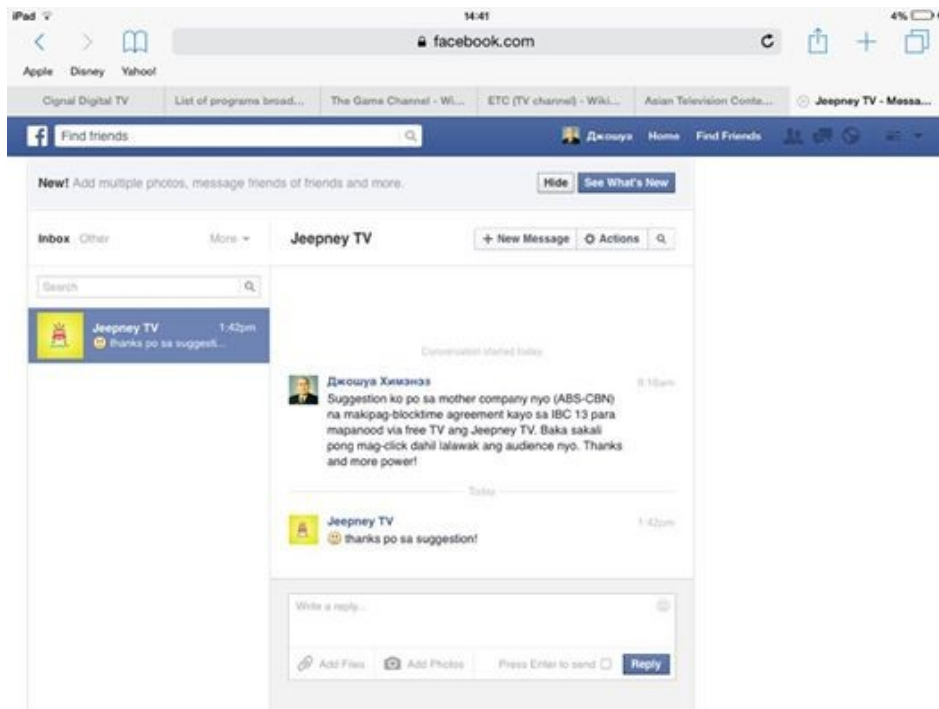 iPad 14:41 4%
facebook.com
Apple Disney Yahoo!
Cignal Digital TV List of programs broad... The Game Channel - Wi... ETC (TV channel) - Wiki... Asian Television Conte... Jeepney TV - Messa...
Find friends Джошуа Home Find Friends
New! Add multiple photos, message friends of friends and more. Hide See What's New
Inbox Other More Jeepney TV + New Message Actions
Search
Jeepney TV 1:42pm
thanks po sa suggesti...
Conversation started today
Джошуа Хименэз 9:18am
Suggestion ko po sa mother company nyo (ABS-CBN)
na makipag-blocktime agreement kayo sa IBC 13 para
mapanood via free TV ang Jeepney TV. Baka sakali
pong mag-click dahil lalawak ang audience nyo. Thanks
and more power!
Today
Jeepney TV 1:42pm
thanks po sa suggestion!
Write a reply...
Add Files Add Photos Press Enter to send Reply